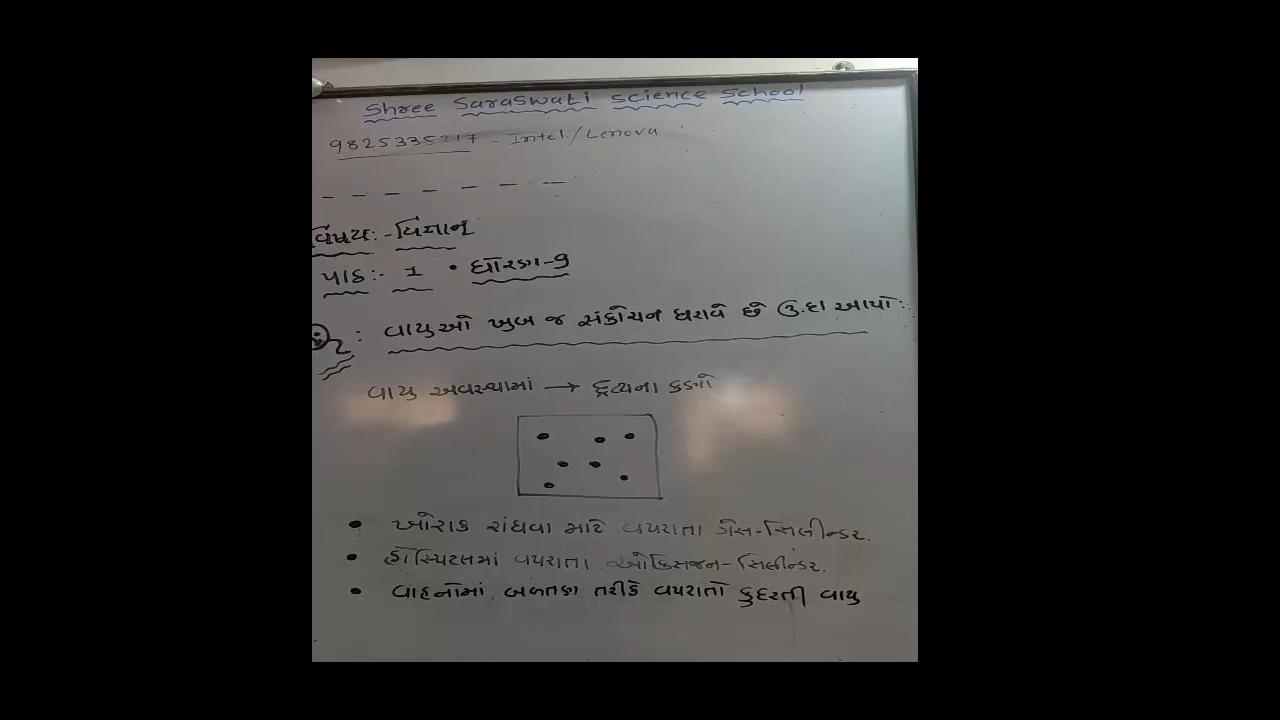 Shree Saraswati Science School
- Intel/Lenovo
વિષય:- વિજ્ઞાન
પાઠ:- 1 • ધોરણ-9
: વાયુઓ ખુબ જ સંકોચન ધરાવે છે ઉ.દા આપો:
વાયુ અવસ્થામાં → દ્રવ્યના કણો
• ખોરાક રાંધવા માટે વપરાતા ગેસ-સિલીન્ડર.
• હોસ્પિટલમાં વપરાતા ઓક્સિજન-સિલીન્ડર.
• વાહનોમાં બળતણ તરીકે વપરાતો કુદરતી વાયુ